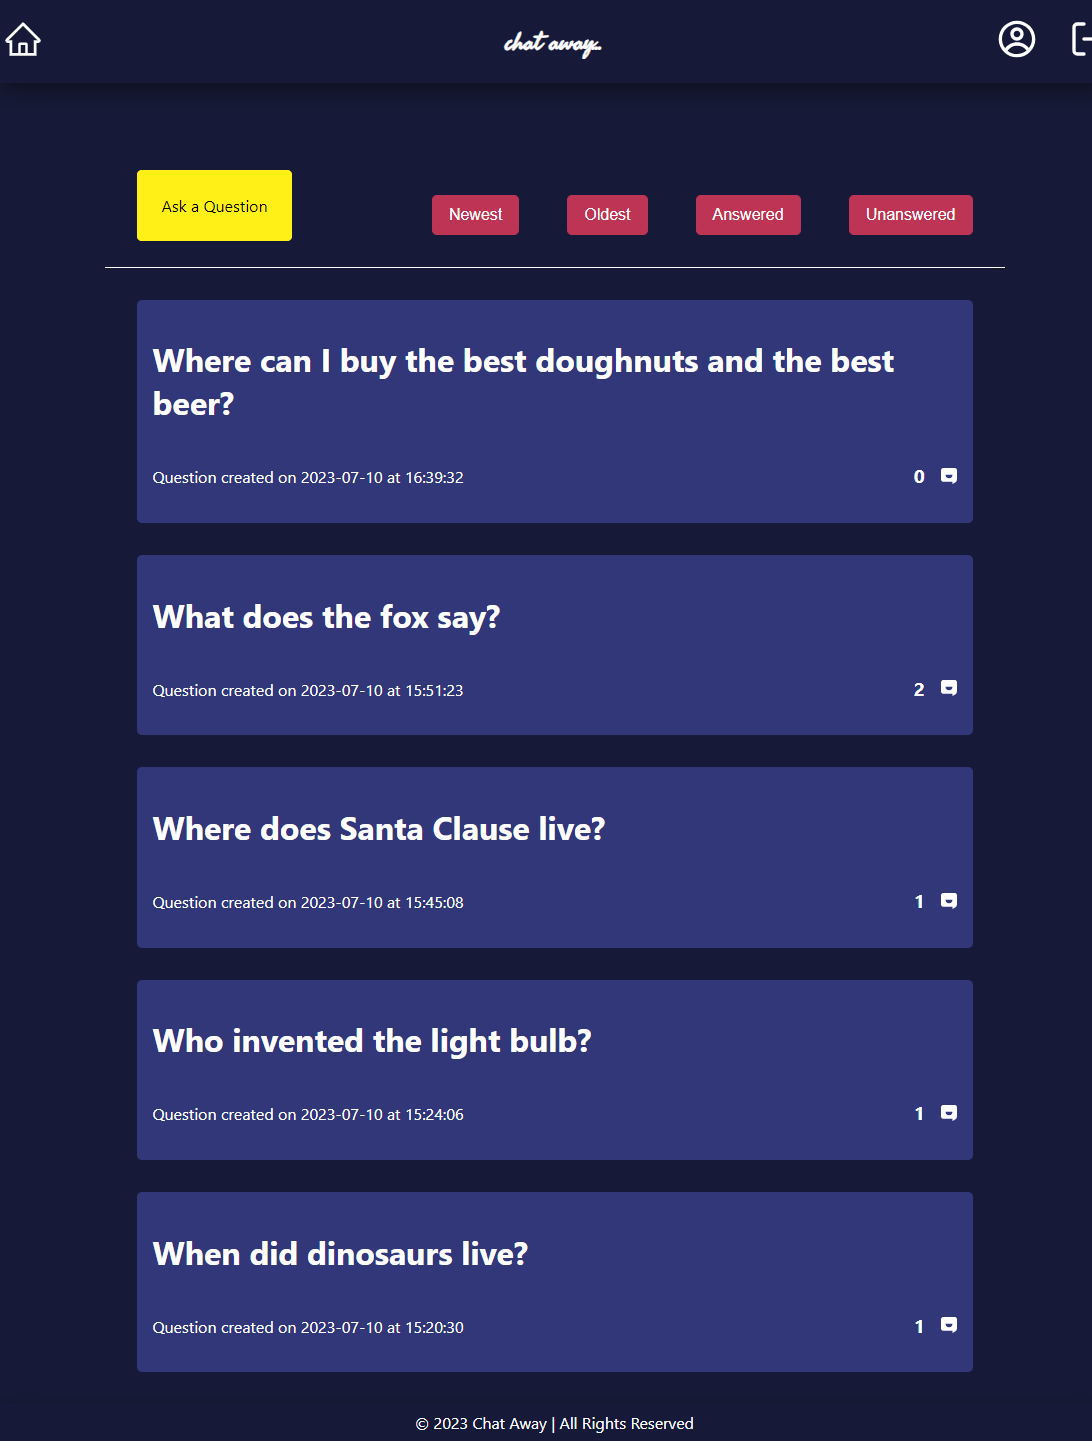 chat away..
Ask a Question
Newest
Oldest
Answered
Unanswered
Where can I buy the best doughnuts and the best
beer?
Question created on 2023-07-10 at 16:39:32
0
What does the fox say?
Question created on 2023-07-10 at 15:51:23
2
Where does Santa Clause live?
Question created on 2023-07-10 at 15:45:08
1
Who invented the light bulb?
Question created on 2023-07-10 at 15:24:06
1
When did dinosaurs live?
Question created on 2023-07-10 at 15:20:30
1
© 2023 Chat Away | All Rights Reserved